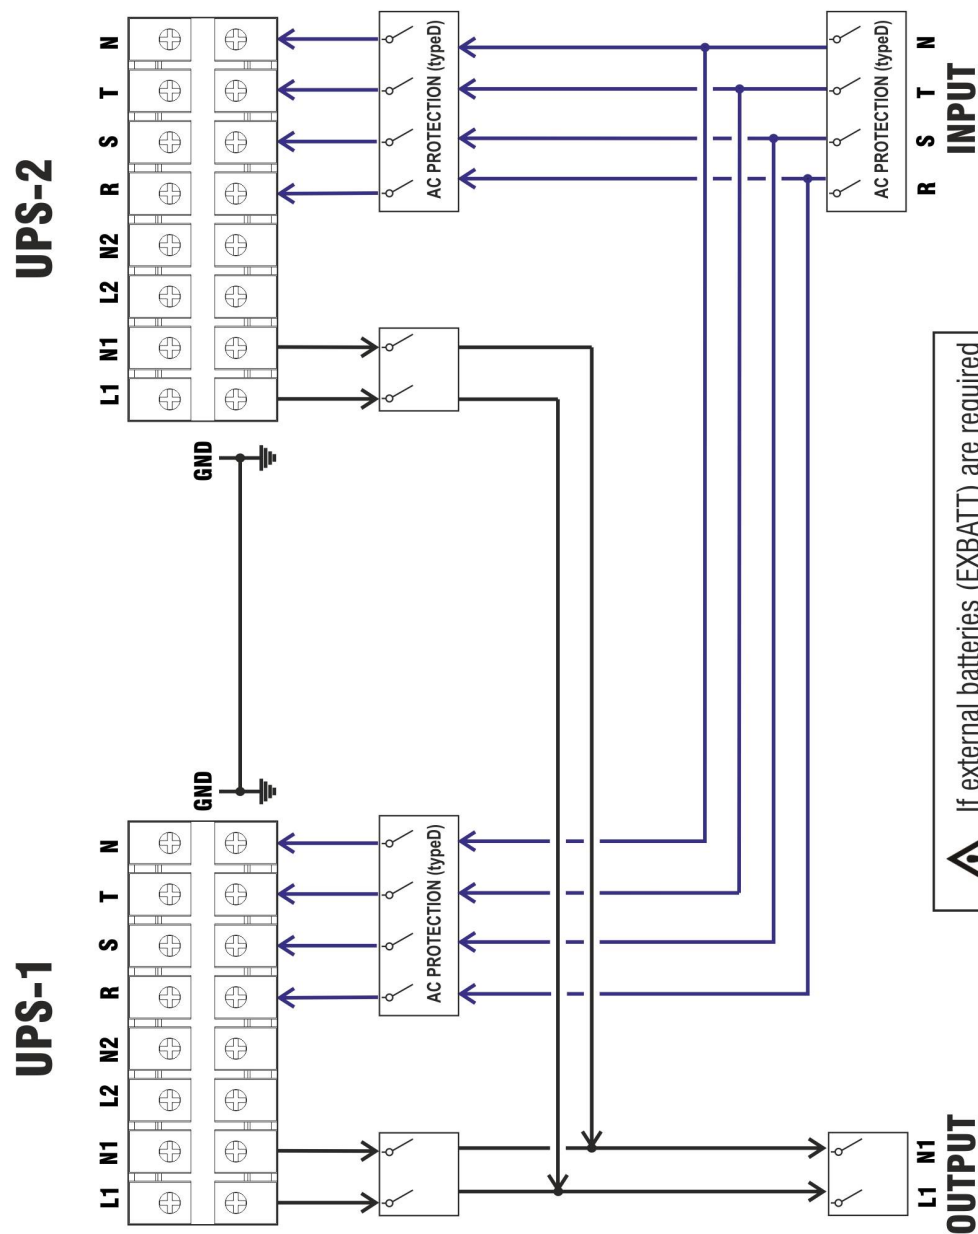 UPS-1
UPS-2
L1 N1 L2 N2 R S T N
GND
GND
L1 N1 L2 N2 R S T N
AC PROTECTION (typeD)
AC PROTECTION (typeD)
AC PROTECTION (typeD)
L1 N1
OUTPUT
R S T N
INPUT
If external batteries (EXBATT) are required